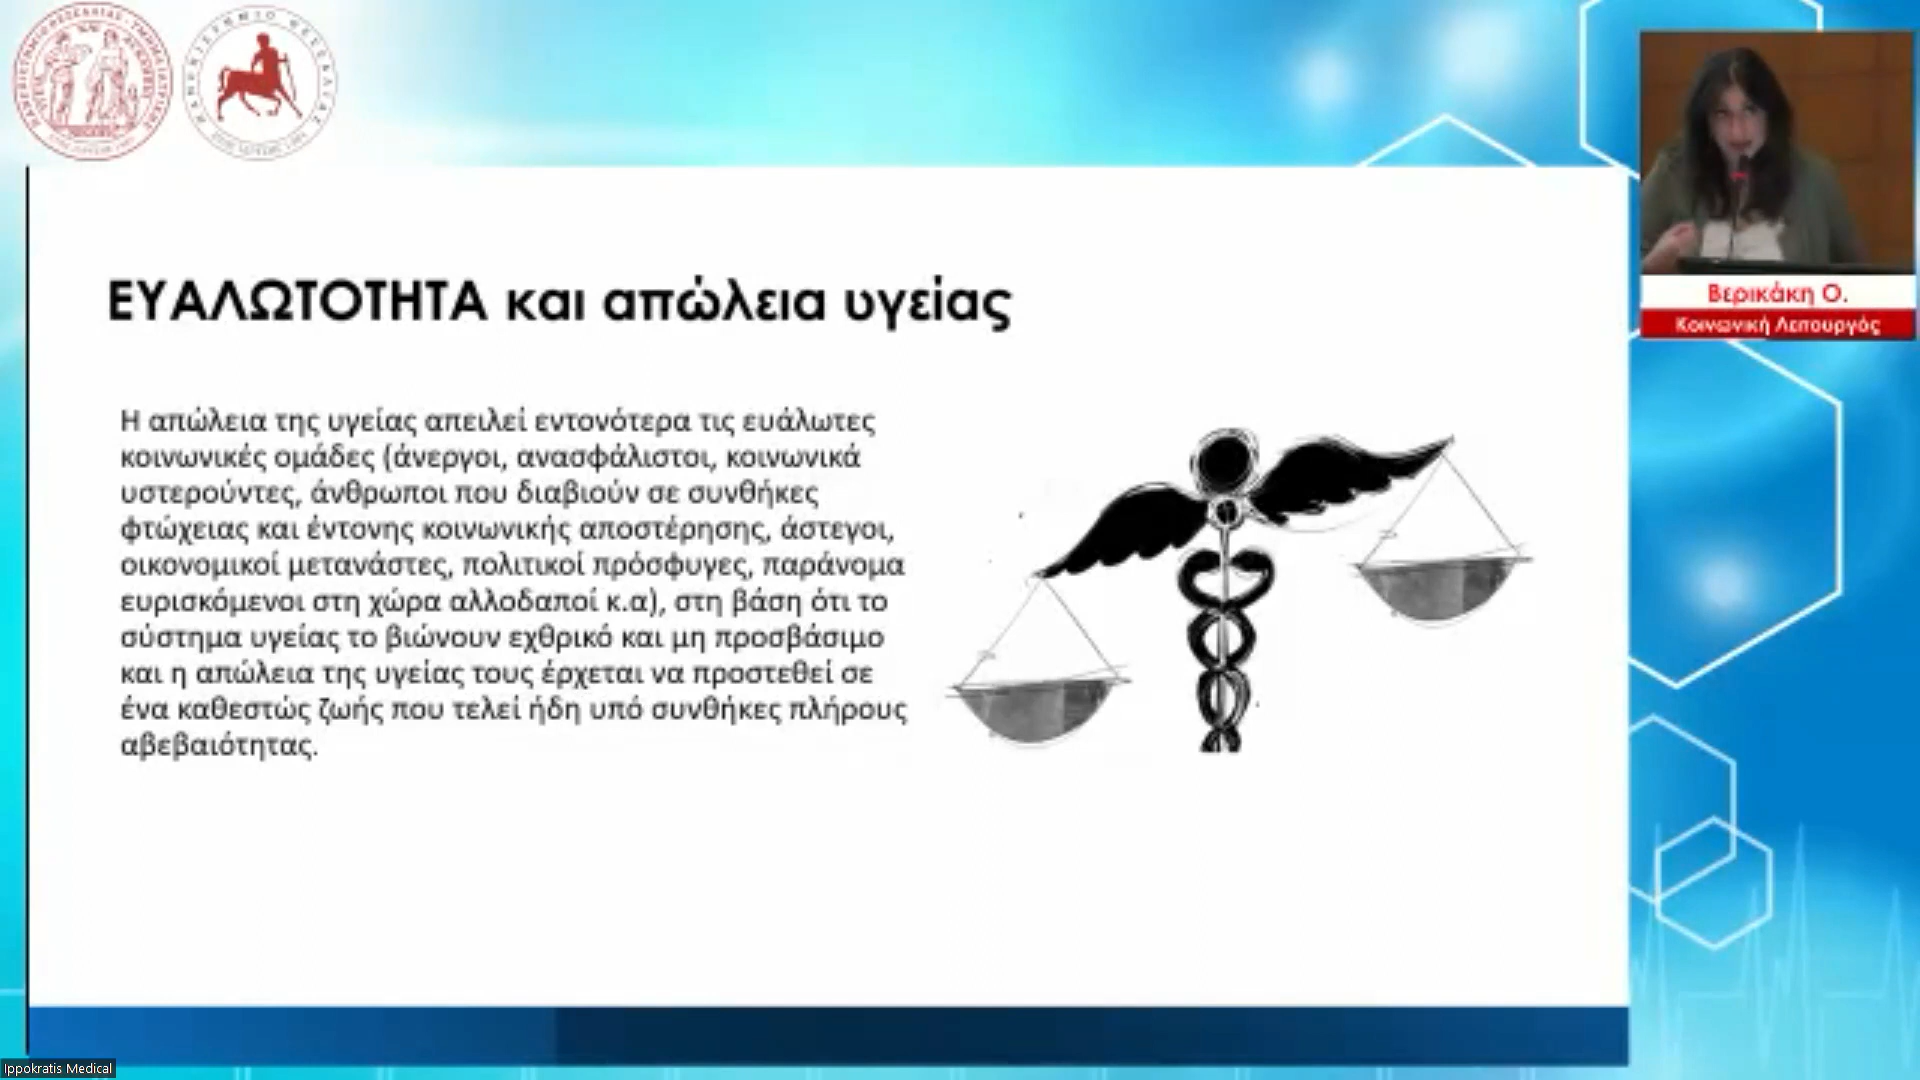 ΕΥΑΛΩΤΟΤΗΤΑ και απώλεια υγείας
Η απώλεια της υγείας απειλεί εντονότερα τις ευάλωτες
κοινωνικές ομάδες (άνεργοι, ανασφάλιστοι, κοινωνικά
υστερούντες, άνθρωποι που διαβιούν σε συνθήκες
φτώχειας και έντονης κοινωνικής αποστέρησης, άστεγοι,
οικονομικοί μετανάστες, πολιτικοί πρόσφυγες, παράνομα
ευρισκόμενοι στη χώρα αλλοδαποί κ.α), στη βάση ότι το
σύστημα υγείας το βιώνουν εχθρικό και μη προσβάσιμο
και η απώλεια της υγείας τους έρχεται να προστεθεί σε
ένα καθεστώς ζωής που τελεί ήδη υπό συνθήκες πλήρους
αβεβαιότητας.
Βερικάκη Ο.
Κοινωνική Λειτουργός
Ippokratis Medical